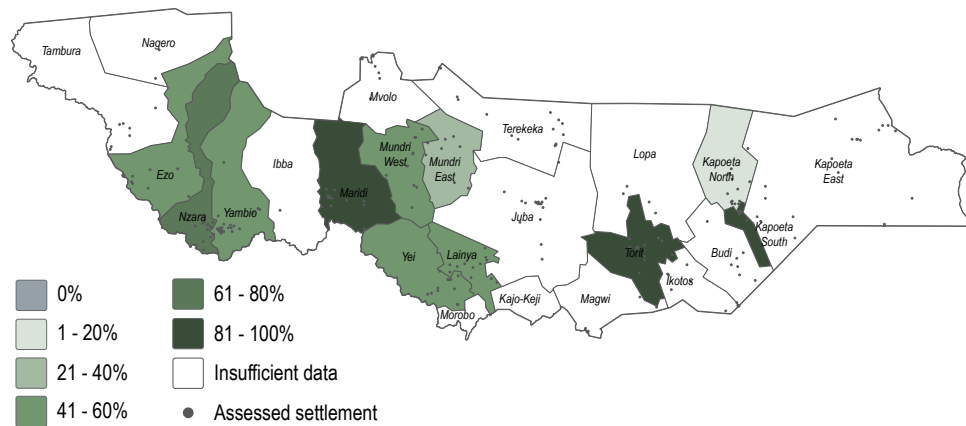 Tambura
Nagero
Mvolo
Terekeka
Ibba
Mundri
West
Mundri
East
Lopa
Kapoeta
North
Kapoeta
East
Ezo
Maridi
Nzara
Yambio
Juba
Kapoeta
South
Yei
Lainya
Torit
Budi
Ikotos
Morobo
Kajo-Keji
Magwi
0%
1 - 20%
21 - 40%
41 - 60%
61 - 80%
81 - 100%
Insufficient data
Assessed settlement